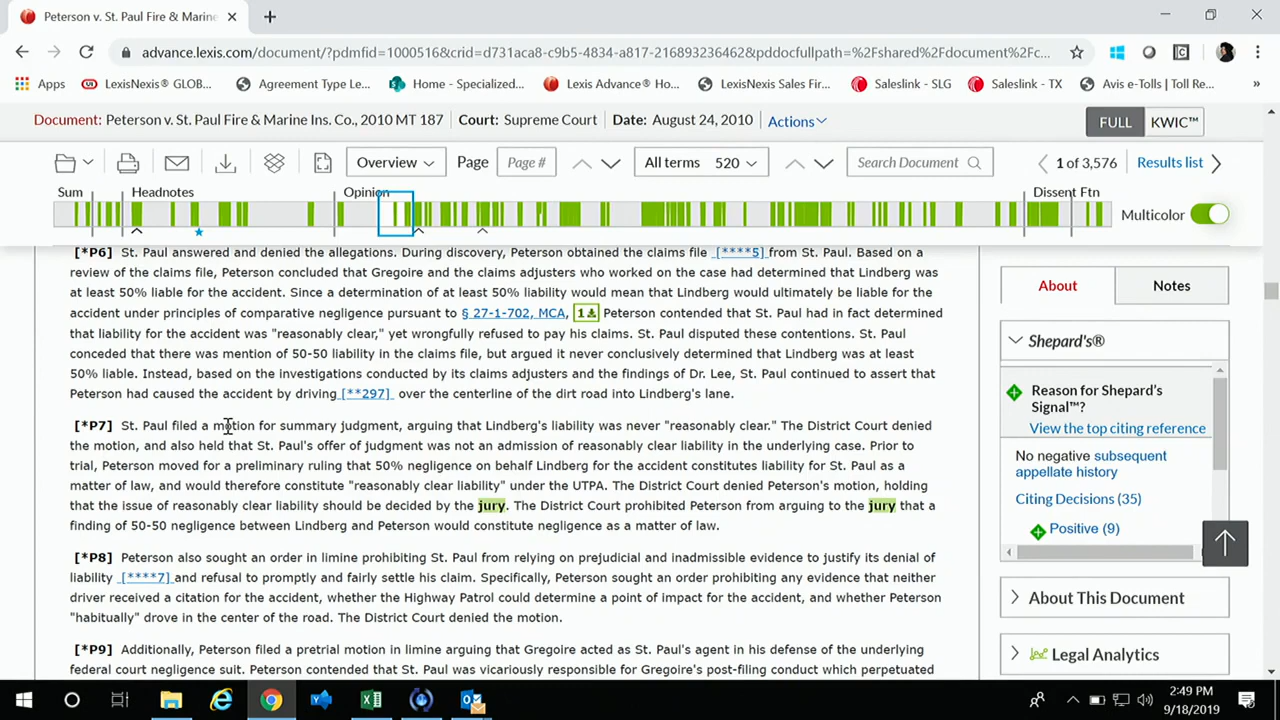 Peterson v. St. Paul Fire & Marine
advance.lexis.com/document/?pdmfid=1000516&crid=d731aca8-c9b5-4834-a817-216893236462&pddocfullpath=%2Fshared%2Fdocument%2Fc...
Apps LexisNexis® GLOB... Agreement Type Le... Home - Specialized... Lexis Advance® Ho... LexisNexis Sales Fir... Saleslink - SLG Saleslink - TX Avis e-Tolls | Toll Re... »
Document: Peterson v. St. Paul Fire & Marine Ins. Co., 2010 MT 187 Court: Supreme Court Date: August 24, 2010 Actions FULL KWIC™
Overview Page Page # All terms 520 Search Document 1 of 3,576 Results list
Sum Headnotes Opinion Dissent Ftn
Multicolor
[*P6] St. Paul answered and denied the allegations. During discovery, Peterson obtained the claims file [****5] from St. Paul. Based on a
review of the claims file, Peterson concluded that Gregoire and the claims adjusters who worked on the case had determined that Lindberg was
at least 50% liable for the accident. Since a determination of at least 50% liability would mean that Lindberg would ultimately be liable for the
accident under principles of comparative negligence pursuant to § 27-1-702, MCA, 1 Peterson contended that St. Paul had in fact determined
that liability for the accident was "reasonably clear," yet wrongfully refused to pay his claims. St. Paul disputed these contentions. St. Paul
conceded that there was mention of 50-50 liability in the claims file, but argued it never conclusively determined that Lindberg was at least
50% liable. Instead, based on the investigations conducted by its claims adjusters and the findings of Dr. Lee, St. Paul continued to assert that
Peterson had caused the accident by driving [**297] over the centerline of the dirt road into Lindberg's lane.
[*P7] St. Paul filed a motion for summary judgment, arguing that Lindberg's liability was never "reasonably clear." The District Court denied
the motion, and also held that St. Paul's offer of judgment was not an admission of reasonably clear liability in the underlying case. Prior to
trial, Peterson moved for a preliminary ruling that 50% negligence on behalf Lindberg for the accident constitutes liability for St. Paul as a
matter of law, and would therefore constitute "reasonably clear liability" under the UTPA. The District Court denied Peterson's motion, holding
that the issue of reasonably clear liability should be decided by the jury. The District Court prohibited Peterson from arguing to the jury that a
finding of 50-50 negligence between Lindberg and Peterson would constitute negligence as a matter of law.
[*P8] Peterson also sought an order in limine prohibiting St. Paul from relying on prejudicial and inadmissible evidence to justify its denial of
liability [****7] and refusal to promptly and fairly settle his claim. Specifically, Peterson sought an order prohibiting any evidence that neither
driver received a citation for the accident, whether the Highway Patrol could determine a point of impact for the accident, and whether Peterson
"habitually" drove in the center of the road. The District Court denied the motion.
[*P9] Additionally, Peterson filed a pretrial motion in limine arguing that Gregoire acted as St. Paul's agent in his defense of the underlying
federal court negligence suit. Peterson contended that St. Paul was vicariously responsible for Gregoire's post-filing conduct which perpetuated
About Notes
Shepard's®
Reason for Shepard's
Signal™?
View the top citing reference
No negative subsequent
appellate history
Citing Decisions (35)
Positive (9)
About This Document
Legal Analytics
2:49 PM
9/18/2019